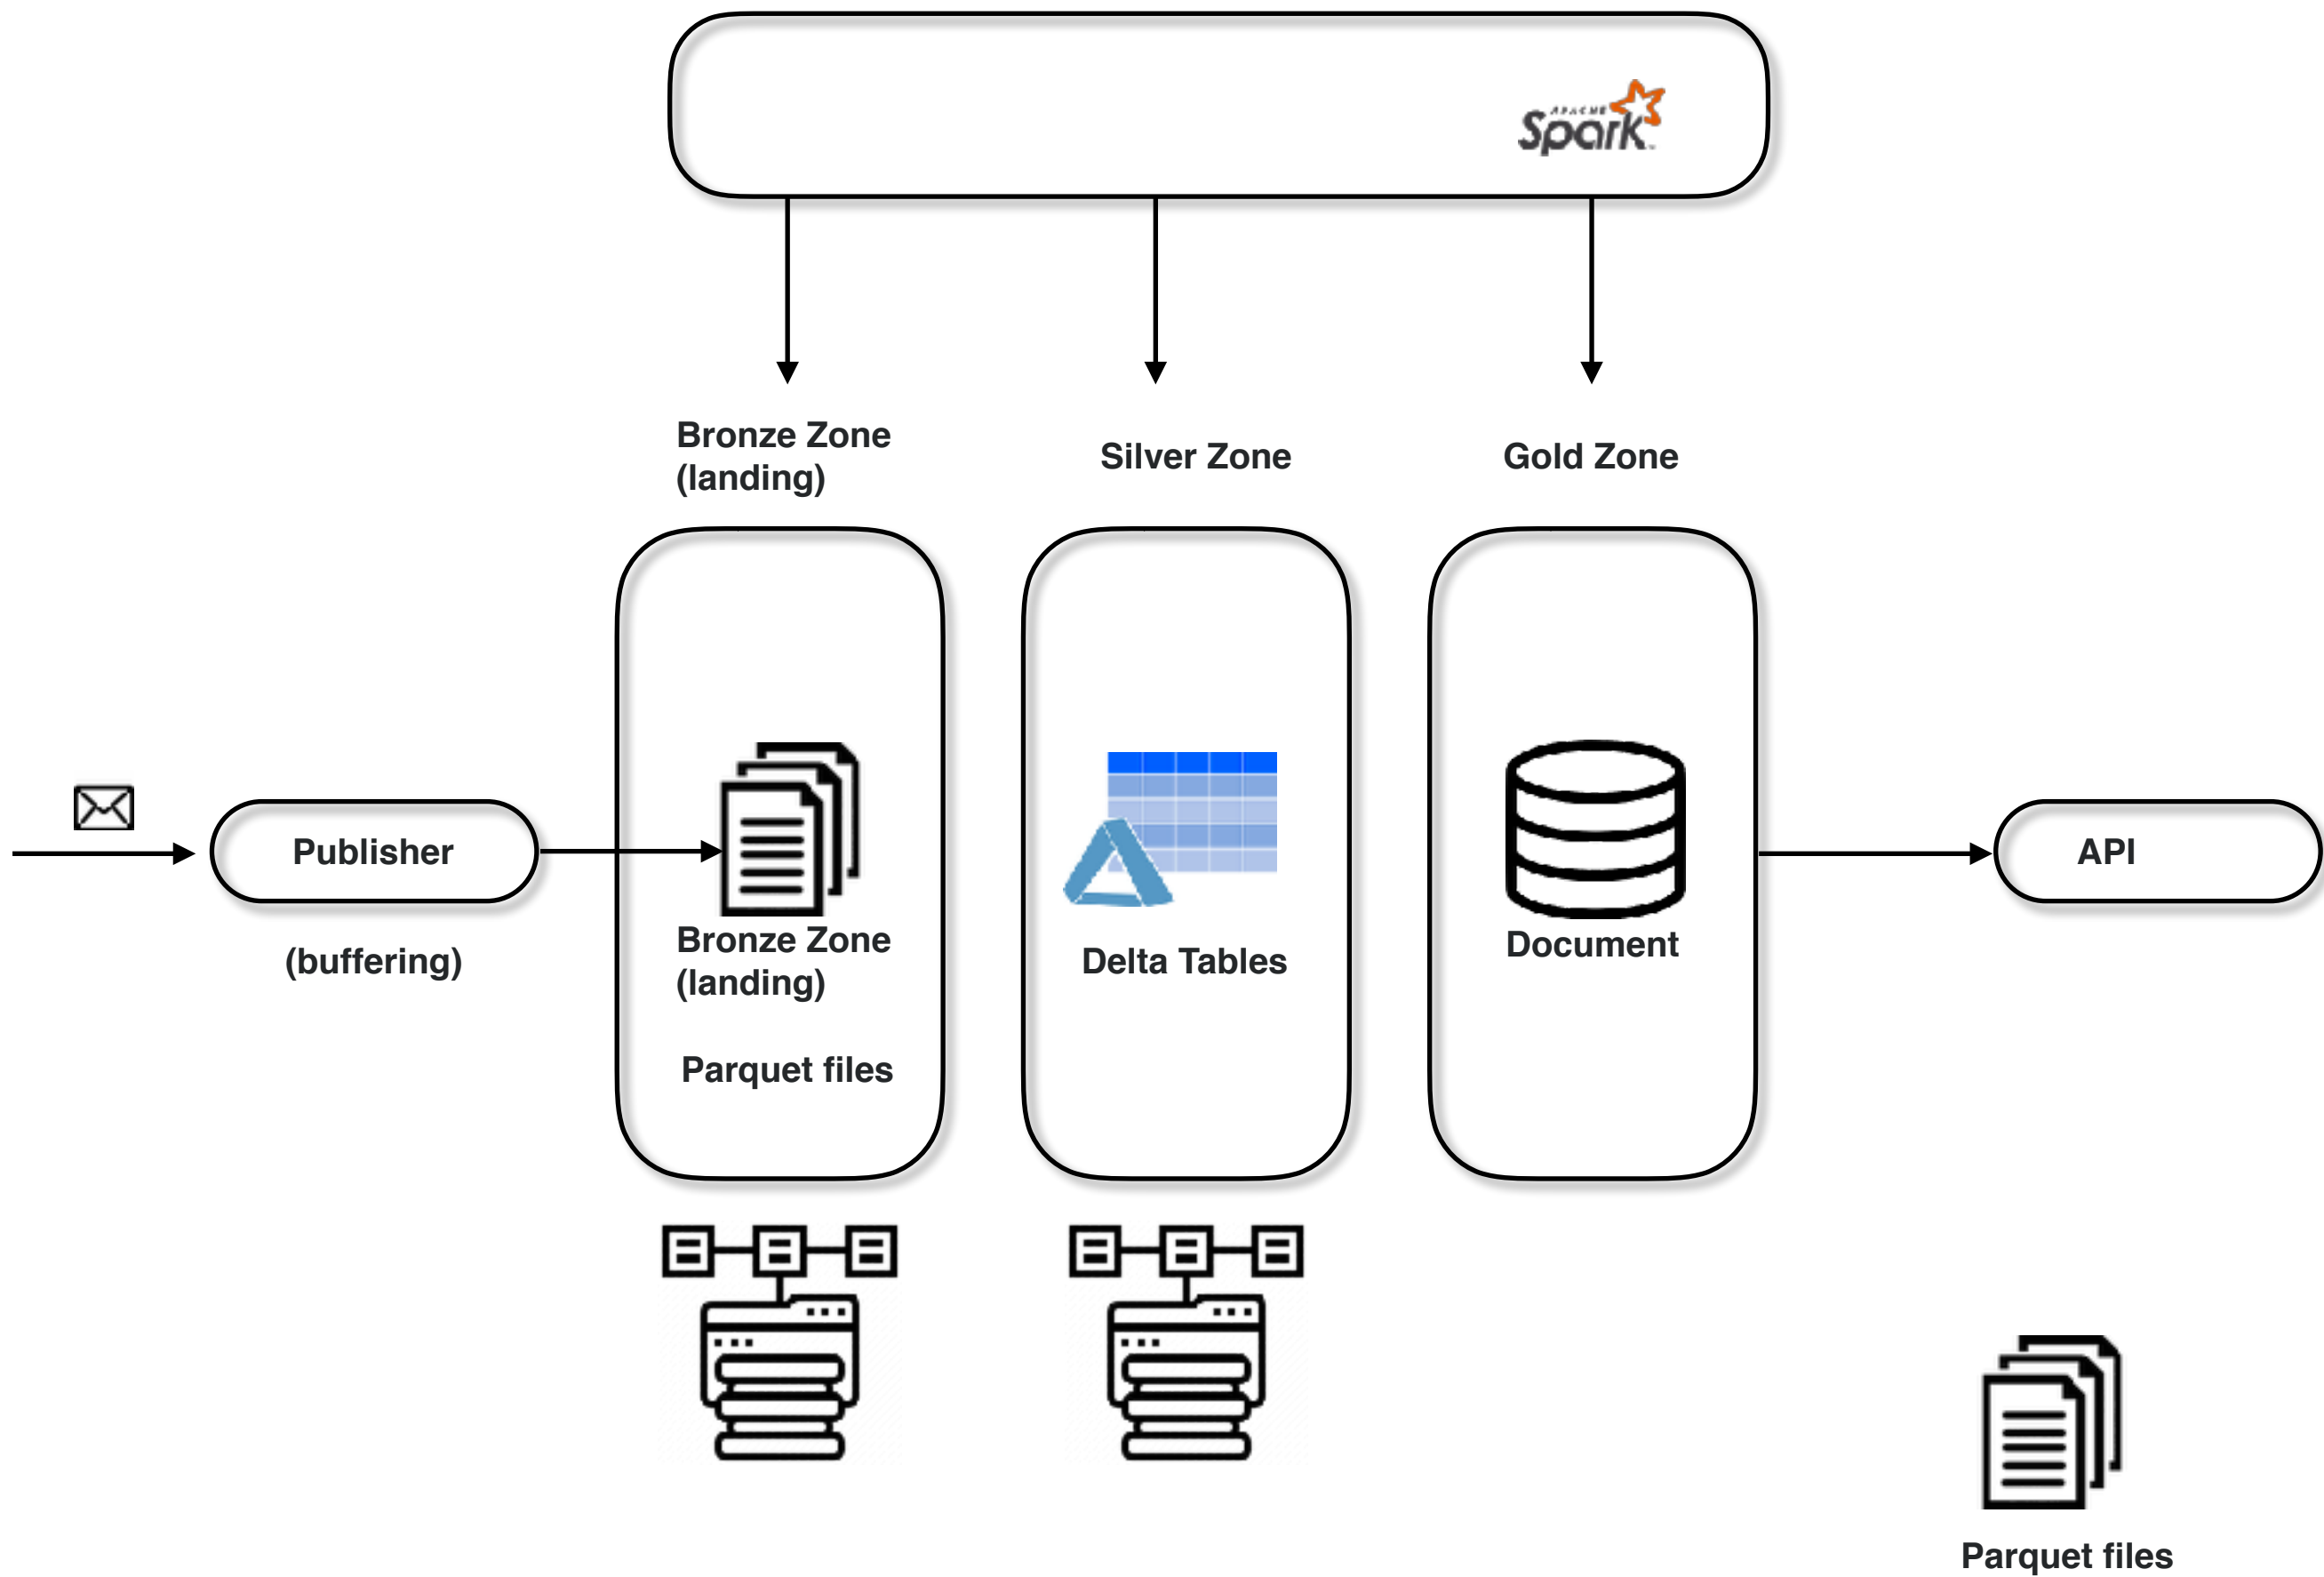 APACHE
Spark
Bronze Zone
(landing)
Silver Zone
Gold Zone
Publisher
(buffering)
Bronze Zone
(landing)
Parquet files
Delta Tables
Document
API
Parquet files